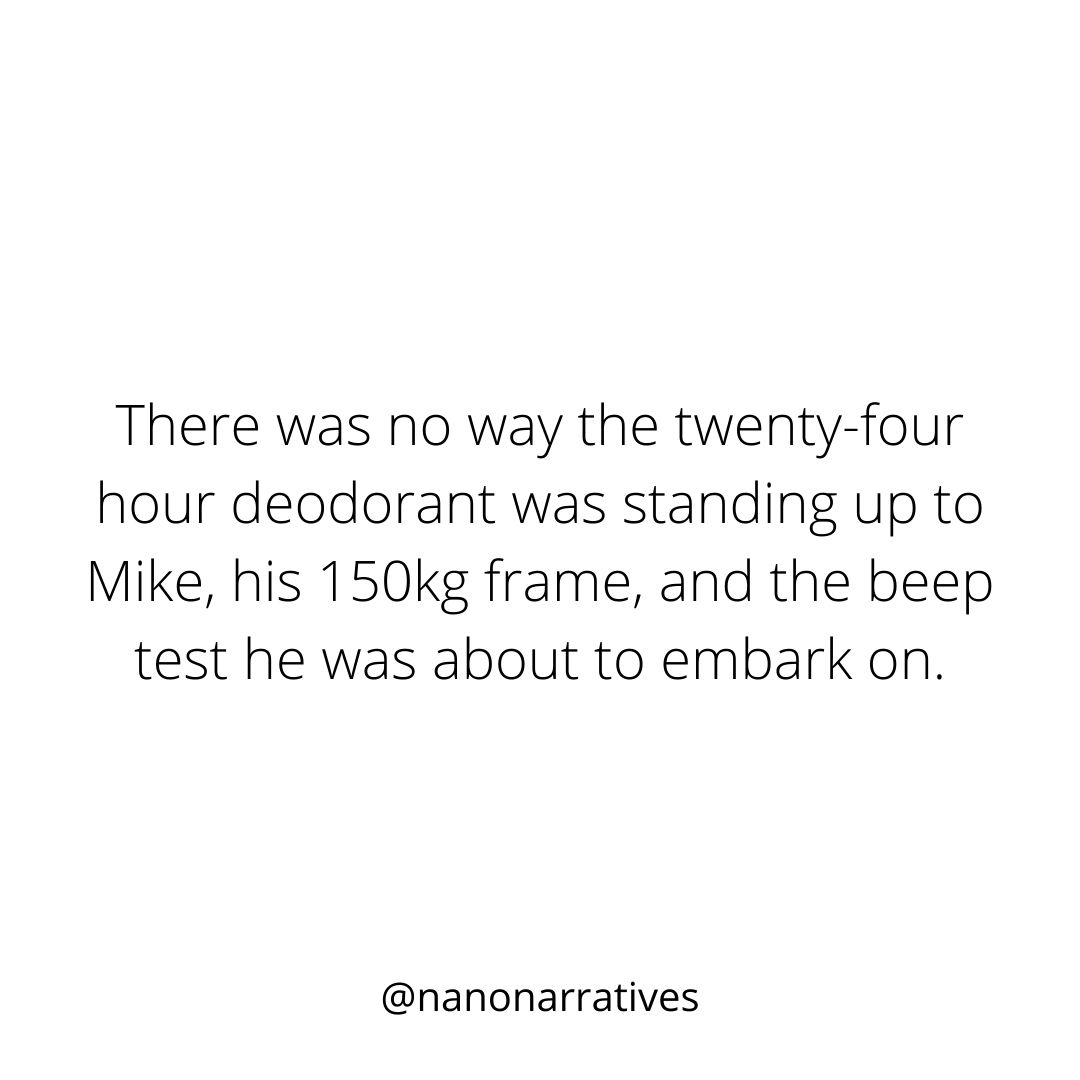 There was no way the twenty-four
hour deodorant was standing up to
Mike, his 150kg frame, and the beep
test he was about to embark on.
@nanonarratives